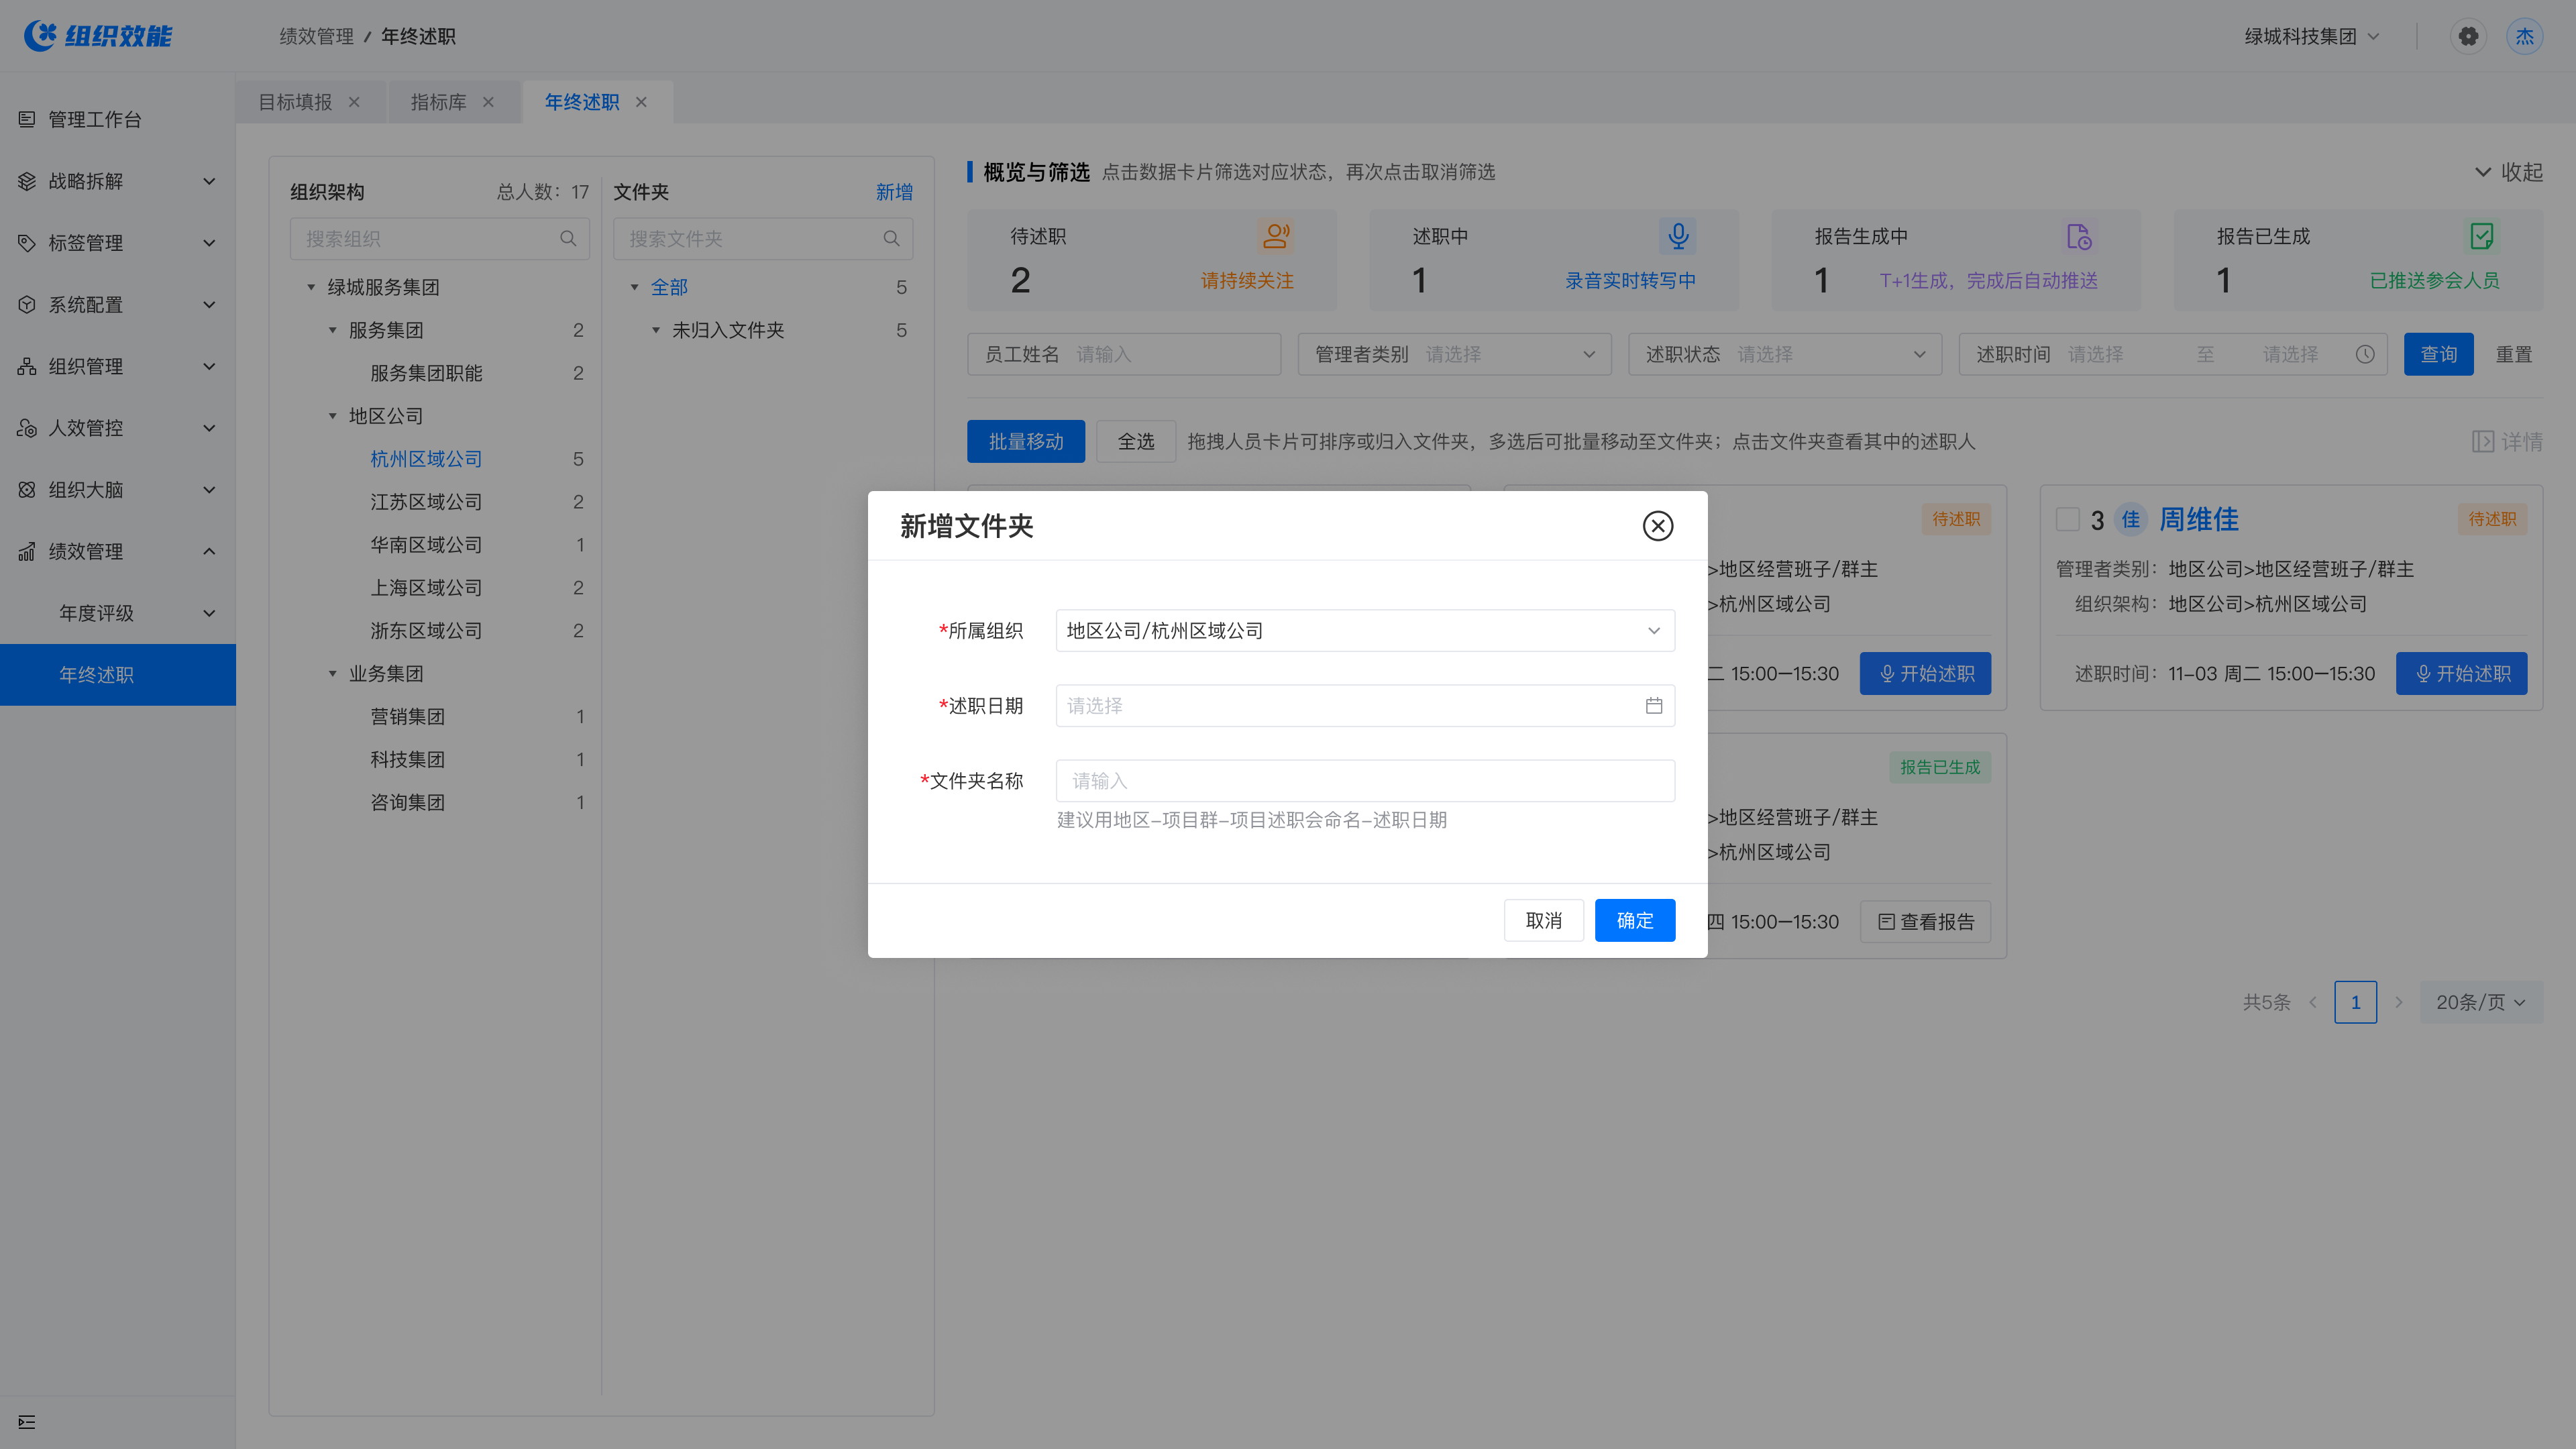 组织效能
绩效管理 / 年终述职
绿城科技集团
杰
管理工作台
战略拆解
标签管理
系统配置
组织管理
人效管控
组织大脑
绩效管理
年度评级
年终述职
目标填报
指标库
年终述职
组织架构 总人数：17
搜索组织
绿城服务集团
服务集团 2
服务集团职能 2
地区公司
杭州区域公司 5
江苏区域公司 2
华南区域公司 1
上海区域公司 2
浙东区域公司 2
业务集团
营销集团 1
科技集团 1
咨询集团 1
文件夹 新增
搜索文件夹
全部 5
未归入文件夹 5
概览与筛选 点击数据卡片筛选对应状态，再次点击取消筛选 收起
待述职
2 请持续关注
述职中
1 录音实时转写中
报告生成中
1 T+1生成，完成后自动推送
报告已生成
1 已推送参会人员
员工姓名 请输入 管理者类别 请选择 述职状态 请选择 述职时间 请选择 至 请选择 查询 重置
批量移动 全选 拖拽人员卡片可排序或归入文件夹，多选后可批量移动至文件夹；点击文件夹查看其中的述职人 详情
待述职
>地区经营班子/群主
>杭州区域公司
二 15:00—15:30 开始述职
3 佳 周维佳 待述职
管理者类别：地区公司>地区经营班子/群主
组织架构：地区公司>杭州区域公司
述职时间：11-03 周二 15:00—15:30 开始述职
报告已生成
>地区经营班子/群主
>杭州区域公司
四 15:00—15:30 查看报告
共5条 1 20条/页
新增文件夹
*所属组织 地区公司/杭州区域公司
*述职日期 请选择
*文件夹名称 请输入
建议用地区-项目群-项目述职会命名-述职日期
取消 确定